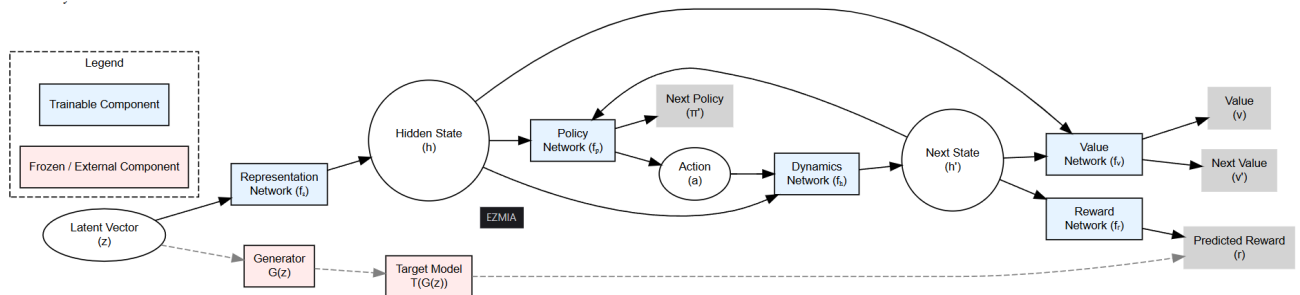 Legend
Trainable Component
Frozen / External Component
Latent Vector
(z)
Representation
Network (fₛ)
Generator
G(z)
Target Model
T(G(z))
Hidden State
(h)
EZMIA
Policy
Network (fₚ)
Next Policy
(π')
Action
(a)
Dynamics
Network (fₕ)
Next State
(h')
Value
Network (fᵥ)
Reward
Network (fᵣ)
Value
(v)
Next Value
(v')
Predicted Reward
(r)